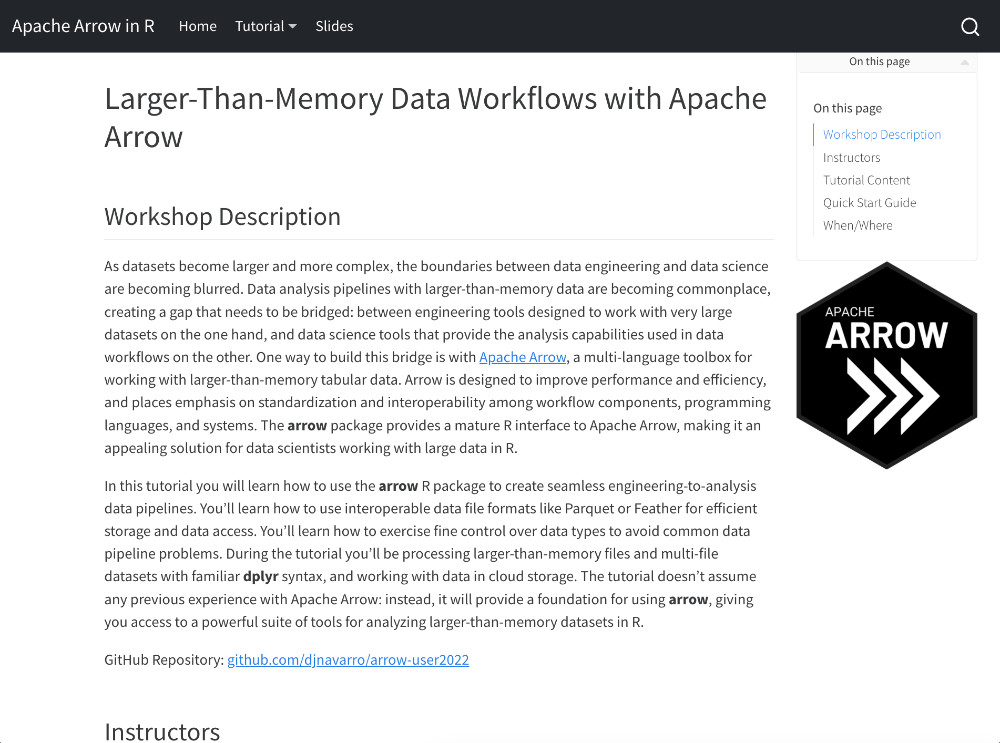 Apache Arrow in R Home Tutorial Slides
On this page
Larger-Than-Memory Data Workflows with Apache
Arrow
Workshop Description
As datasets become larger and more complex, the boundaries between data engineering and data science
are becoming blurred. Data analysis pipelines with larger-than-memory data are becoming commonplace,
creating a gap that needs to be bridged: between engineering tools designed to work with very large
datasets on the one hand, and data science tools that provide the analysis capabilities used in data
workflows on the other. One way to build this bridge is with Apache Arrow, a multi-language toolbox for
working with larger-than-memory tabular data. Arrow is designed to improve performance and efficiency,
and places emphasis on standardization and interoperability among workflow components, programming
languages, and systems. The arrow package provides a mature R interface to Apache Arrow, making it an
appealing solution for data scientists working with large data in R.
In this tutorial you will learn how to use the arrow R package to create seamless engineering-to-analysis
data pipelines. You’ll learn how to use interoperable data file formats like Parquet or Feather for efficient
storage and data access. You’ll learn how to exercise fine control over data types to avoid common data
pipeline problems. During the tutorial you’ll be processing larger-than-memory files and multi-file
datasets with familiar dplyr syntax, and working with data in cloud storage. The tutorial doesn’t assume
any previous experience with Apache Arrow: instead, it will provide a foundation for using arrow, giving
you access to a powerful suite of tools for analyzing larger-than-memory datasets in R.
GitHub Repository: github.com/djnavarro/arrow-user2022
Instructors
On this page
Workshop Description
Instructors
Tutorial Content
Quick Start Guide
When/Where
APACHE
ARROW